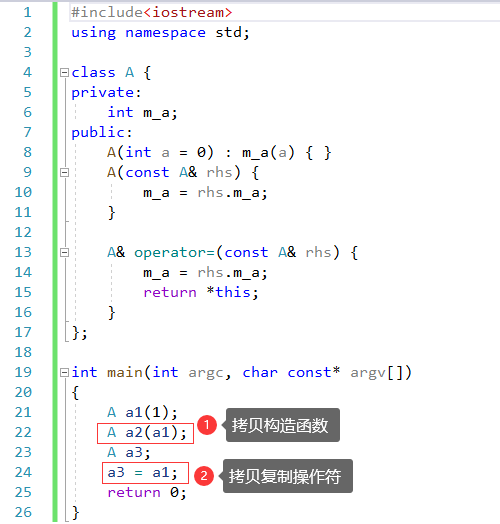 1 #include<iostream>
2 using namespace std;
3
4 class A {
5 private:
6 int m_a;
7 public:
8 A(int a = 0) : m_a(a) { }
9 A(const A& rhs) {
10 m_a = rhs.m_a;
11 }
12
13 A& operator=(const A& rhs) {
14 m_a = rhs.m_a;
15 return *this;
16 }
17 };
18
19 int main(int argc, char const* argv[])
20 {
21 A a1(1);
22 A a2(a1); 1 拷贝构造函数
23 A a3;
24 a3 = a1; 2 拷贝复制操作符
25 return 0;
26 }